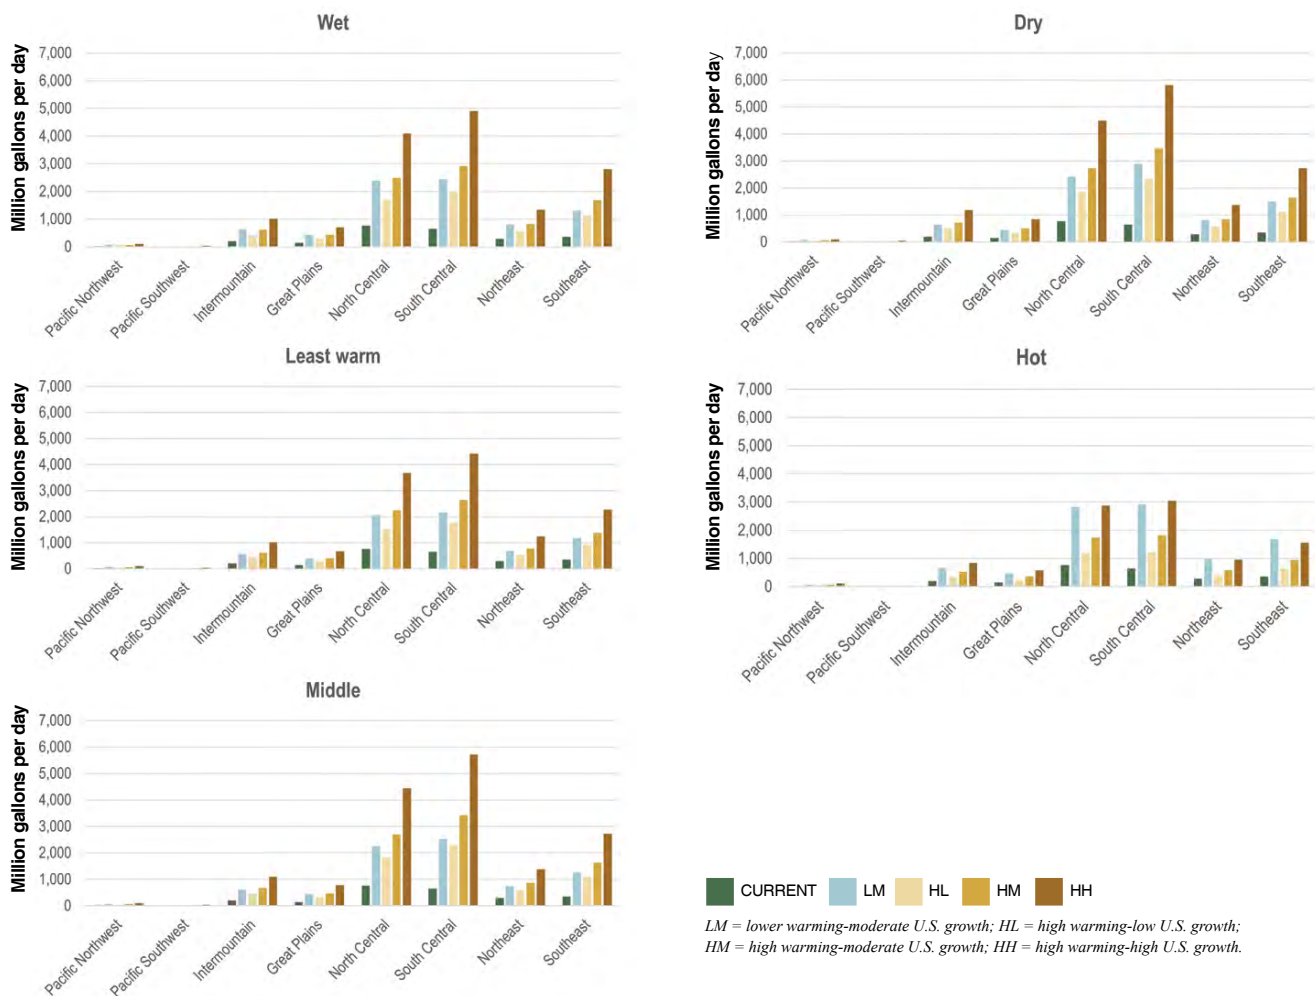 Wet
Million gallons per day
7,000
6,000
5,000
4,000
3,000
2,000
1,000
0
Pacific Northwest
Pacific Southwest
Intermountain
Great Plains
North Central
South Central
Northeast
Southeast
Dry
Million gallons per day
7,000
6,000
5,000
4,000
3,000
2,000
1,000
0
Pacific Northwest
Pacific Southwest
Intermountain
Great Plains
North Central
South Central
Northeast
Southeast
Least warm
Million gallons per day
7,000
6,000
5,000
4,000
3,000
2,000
1,000
0
Pacific Northwest
Pacific Southwest
Intermountain
Great Plains
North Central
South Central
Northeast
Southeast
Hot
Million gallons per day
7,000
6,000
5,000
4,000
3,000
2,000
1,000
0
Pacific Northwest
Pacific Southwest
Intermountain
Great Plains
North Central
South Central
Northeast
Southeast
Middle
Million gallons per day
7,000
6,000
5,000
4,000
3,000
2,000
1,000
0
Pacific Northwest
Pacific Southwest
Intermountain
Great Plains
North Central
South Central
Northeast
Southeast
CURRENT LM HL HM HH
LM = lower warming-moderate U.S. growth; HL = high warming-low U.S. growth;
HM = high warming-moderate U.S. growth; HH = high warming-high U.S. growth.